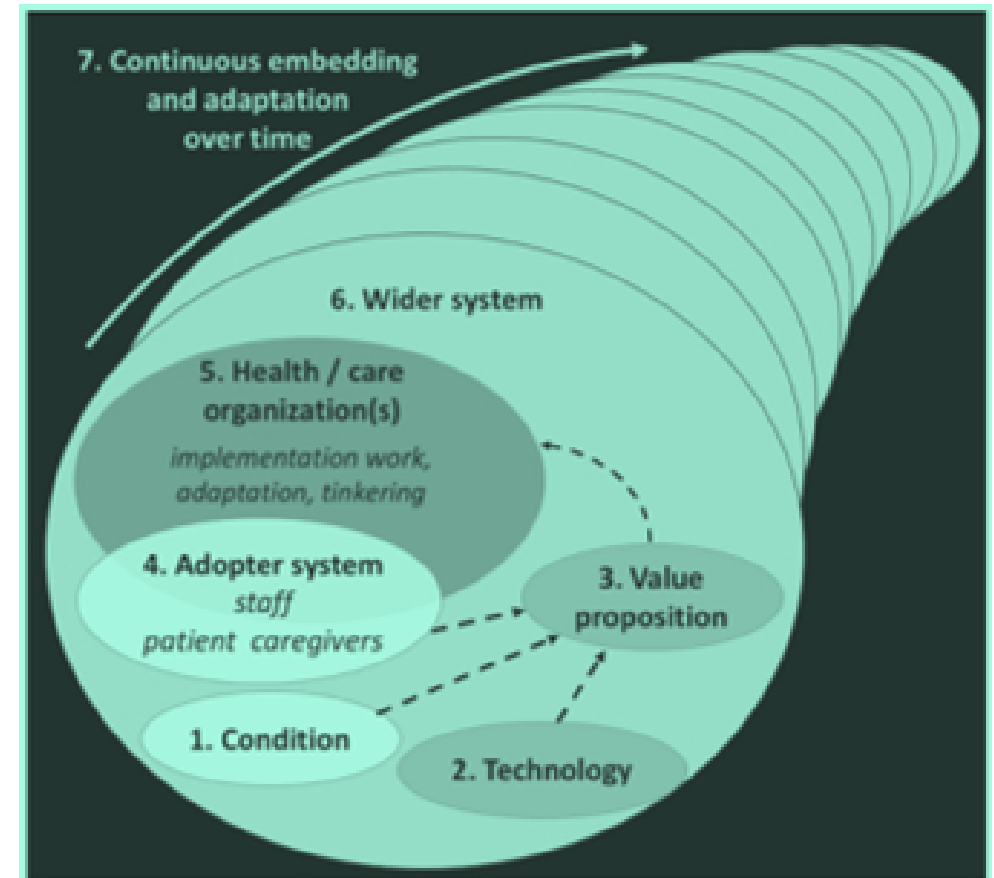 7. Continuous embedding
and adaptation
over time
6. Wider system
5. Health / care
organization(s)
implementation work,
adaptation, tinkering
4. Adopter system
staff
patient caregivers
3. Value
proposition
1. Condition
2. Technology